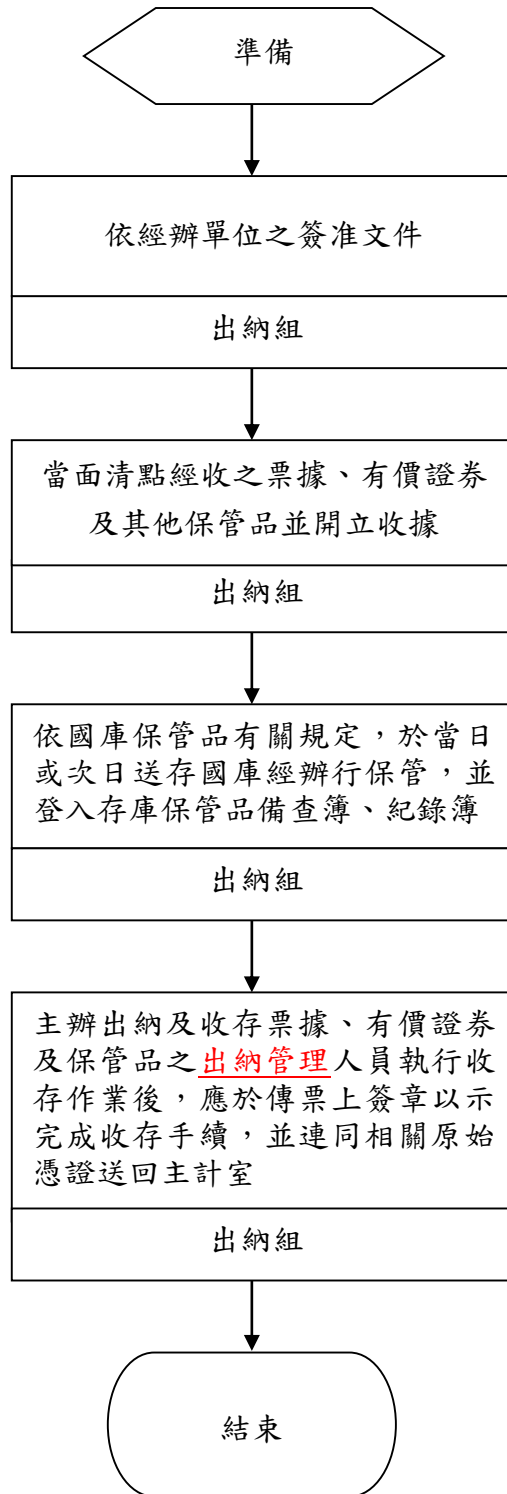 準備
依經辦單位之簽准文件
出納組
當面清點經收之票據、有價證券
及其他保管品並開立收據
出納組
依國庫保管品有關規定，於當日
或次日送存國庫經辦行保管，並
登入存庫保管品備查簿、紀錄簿
出納組
主辦出納及收存票據、有價證券
及保管品之出納管理人員執行收
存作業後，應於傳票上簽章以示
完成收存手續，並連同相關原始
憑證送回主計室
出納組
結束